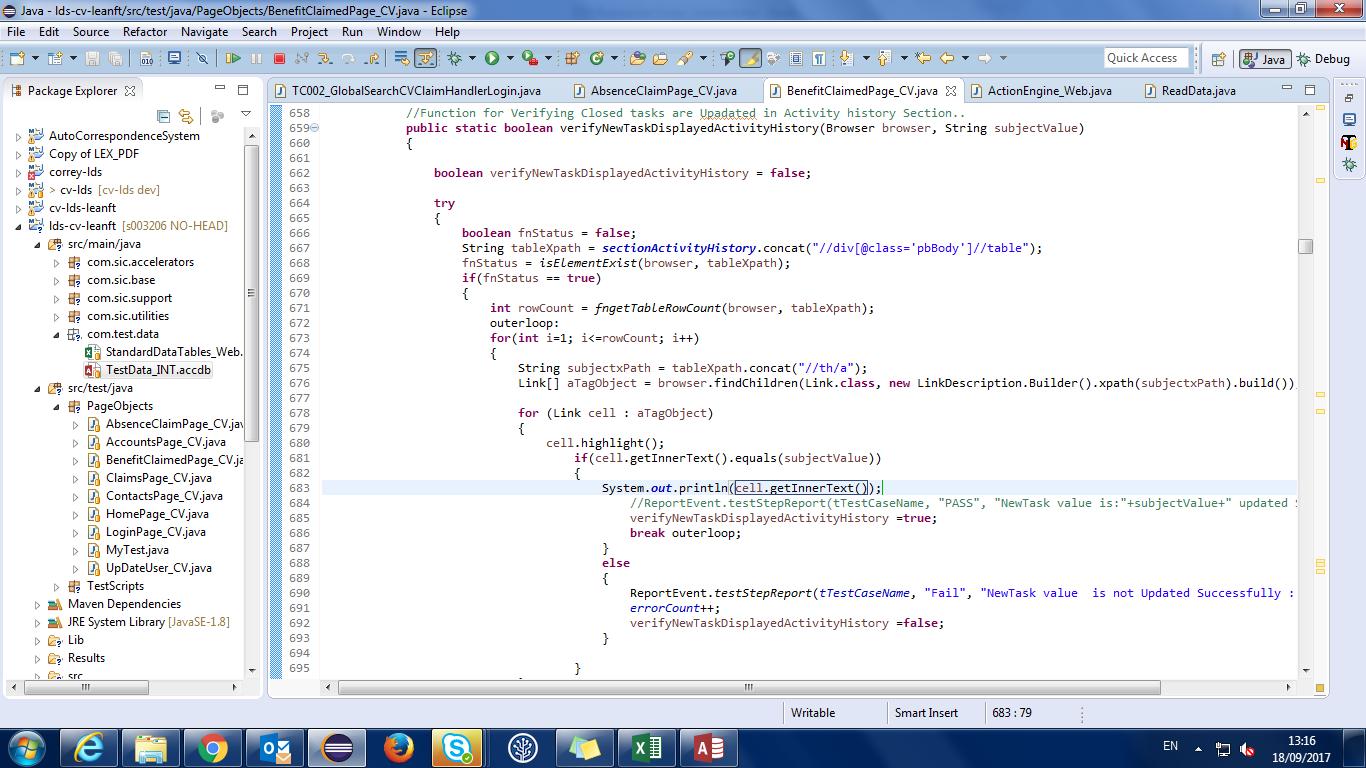 Java - lds-cv-leanft/src/test/java/PageObjects/BenefitClaimedPage_CV.java - Eclipse
File Edit Source Refactor Navigate Search Project Run Window Help
Quick Access Java Debug
Package Explorer
TC002_GlobalSearchCVClaimHandlerLogin.java AbsenceClaimPage_CV.java BenefitClaimedPage_CV.java ActionEngine_Web.java ReadData.java
AutoCorrespondenceSystem
Copy of LEX_PDF
correy-lds
> cv-lds [cv-lds dev]
cv-lds-leanft
lds-cv-leanft [s003206 NO-HEAD]
src/main/java
com.sic.accelerators
com.sic.base
com.sic.support
com.sic.utilities
com.test.data
StandardDataTables_Web.
TestData_INT.accdb
src/test/java
PageObjects
AbsenceClaimPage_CV.jav
AccountsPage_CV.java
BenefitClaimedPage_CV.ja
ClaimsPage_CV.java
ContactsPage_CV.java
HomePage_CV.java
LoginPage_CV.java
MyTest.java
UpDateUser_CV.java
TestScripts
Maven Dependencies
JRE System Library [JavaSE-1.8]
Lib
Results
src
658 //Function for Verifying Closed tasks are Upadated in Activity history Section..
659 public static boolean verifyNewTaskDisplayedActivityHistory(Browser browser, String subjectValue)
660 {
661
662 boolean verifyNewTaskDisplayedActivityHistory = false;
663
664 try
665 {
666 boolean fnStatus = false;
667 String tableXpath = sectionActivityHistory.concat("//div[@class='pbBody']//table");
668 fnStatus = isElementExist(browser, tableXpath);
669 if(fnStatus == true)
670 {
671 int rowCount = fngetTableRowCount(browser, tableXpath);
672 outerloop:
673 for(int i=1; i<=rowCount; i++)
674 {
675 String subjectxPath = tableXpath.concat("//th/a");
676 Link[] aTagObject = browser.findChildren(Link.class, new LinkDescription.Builder().xpath(subjectxPath).build())
677
678 for (Link cell : aTagObject)
679 {
680 cell.highlight();
681 if(cell.getInnerText().equals(subjectValue))
682 {
683 System.out.println(cell.getInnerText());
684 //ReportEvent.testStepReport(tTestCaseName, "PASS", "NewTask value is:"+subjectValue+" updated S
685 verifyNewTaskDisplayedActivityHistory =true;
686 break outerloop;
687 }
688 else
689 {
690 ReportEvent.testStepReport(tTestCaseName, "Fail", "NewTask value  is not Updated Successfully :
691 errorCount++;
692 verifyNewTaskDisplayedActivityHistory =false;
693 }
694
695 }
Writable Smart Insert 683 : 79
EN 13:16
18/09/2017